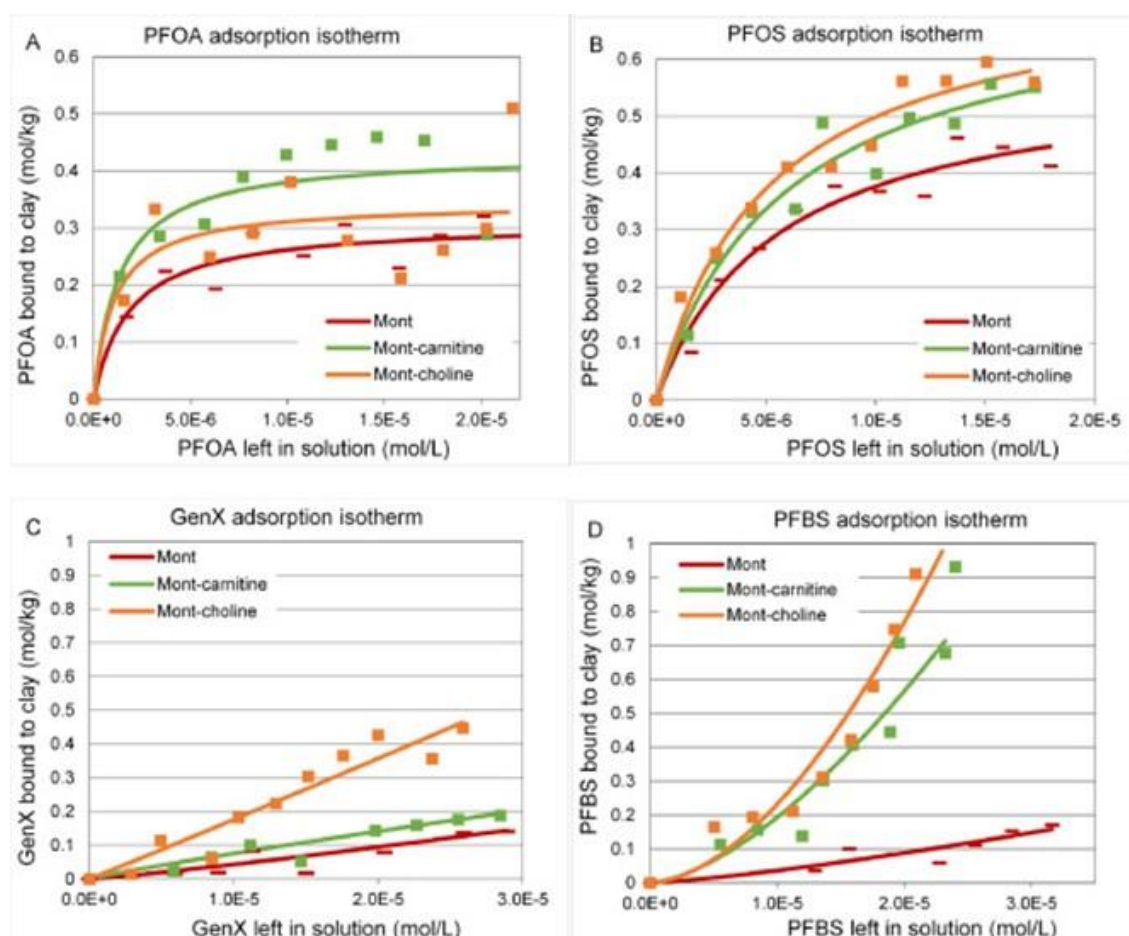 A
PFOA adsorption isotherm
0.6
0.5
0.4
0.3
0.2
0.1
0
PFOA bound to clay (mol/kg)
Mont
Mont-carnitine
Mont-choline
0.0E+0 5.0E-6 1.0E-5 1.5E-5 2.0E-5
PFOA left in solution (mol/L)
B
PFOS adsorption isotherm
0.6
0.5
0.4
0.3
0.2
0.1
0
PFOS bound to clay (mol/kg)
Mont
Mont-carnitine
Mont-choline
0.0E+0 5.0E-6 1.0E-5 1.5E-5 2.0E-5
PFOS left in solution (mol/L)
C
GenX adsorption isotherm
1
0.9
0.8
0.7
0.6
0.5
0.4
0.3
0.2
0.1
0
GenX bound to clay (mol/kg)
Mont
Mont-carnitine
Mont-choline
0.0E+0 1.0E-5 2.0E-5 3.0E-5
GenX left in solution (mol/L)
D
PFBS adsorption isotherm
1
0.9
0.8
0.7
0.6
0.5
0.4
0.3
0.2
0.1
0
PFBS bound to clay (mol/kg)
Mont
Mont-carnitine
Mont-choline
0.0E+0 1.0E-5 2.0E-5 3.0E-5
PFBS left in solution (mol/L)